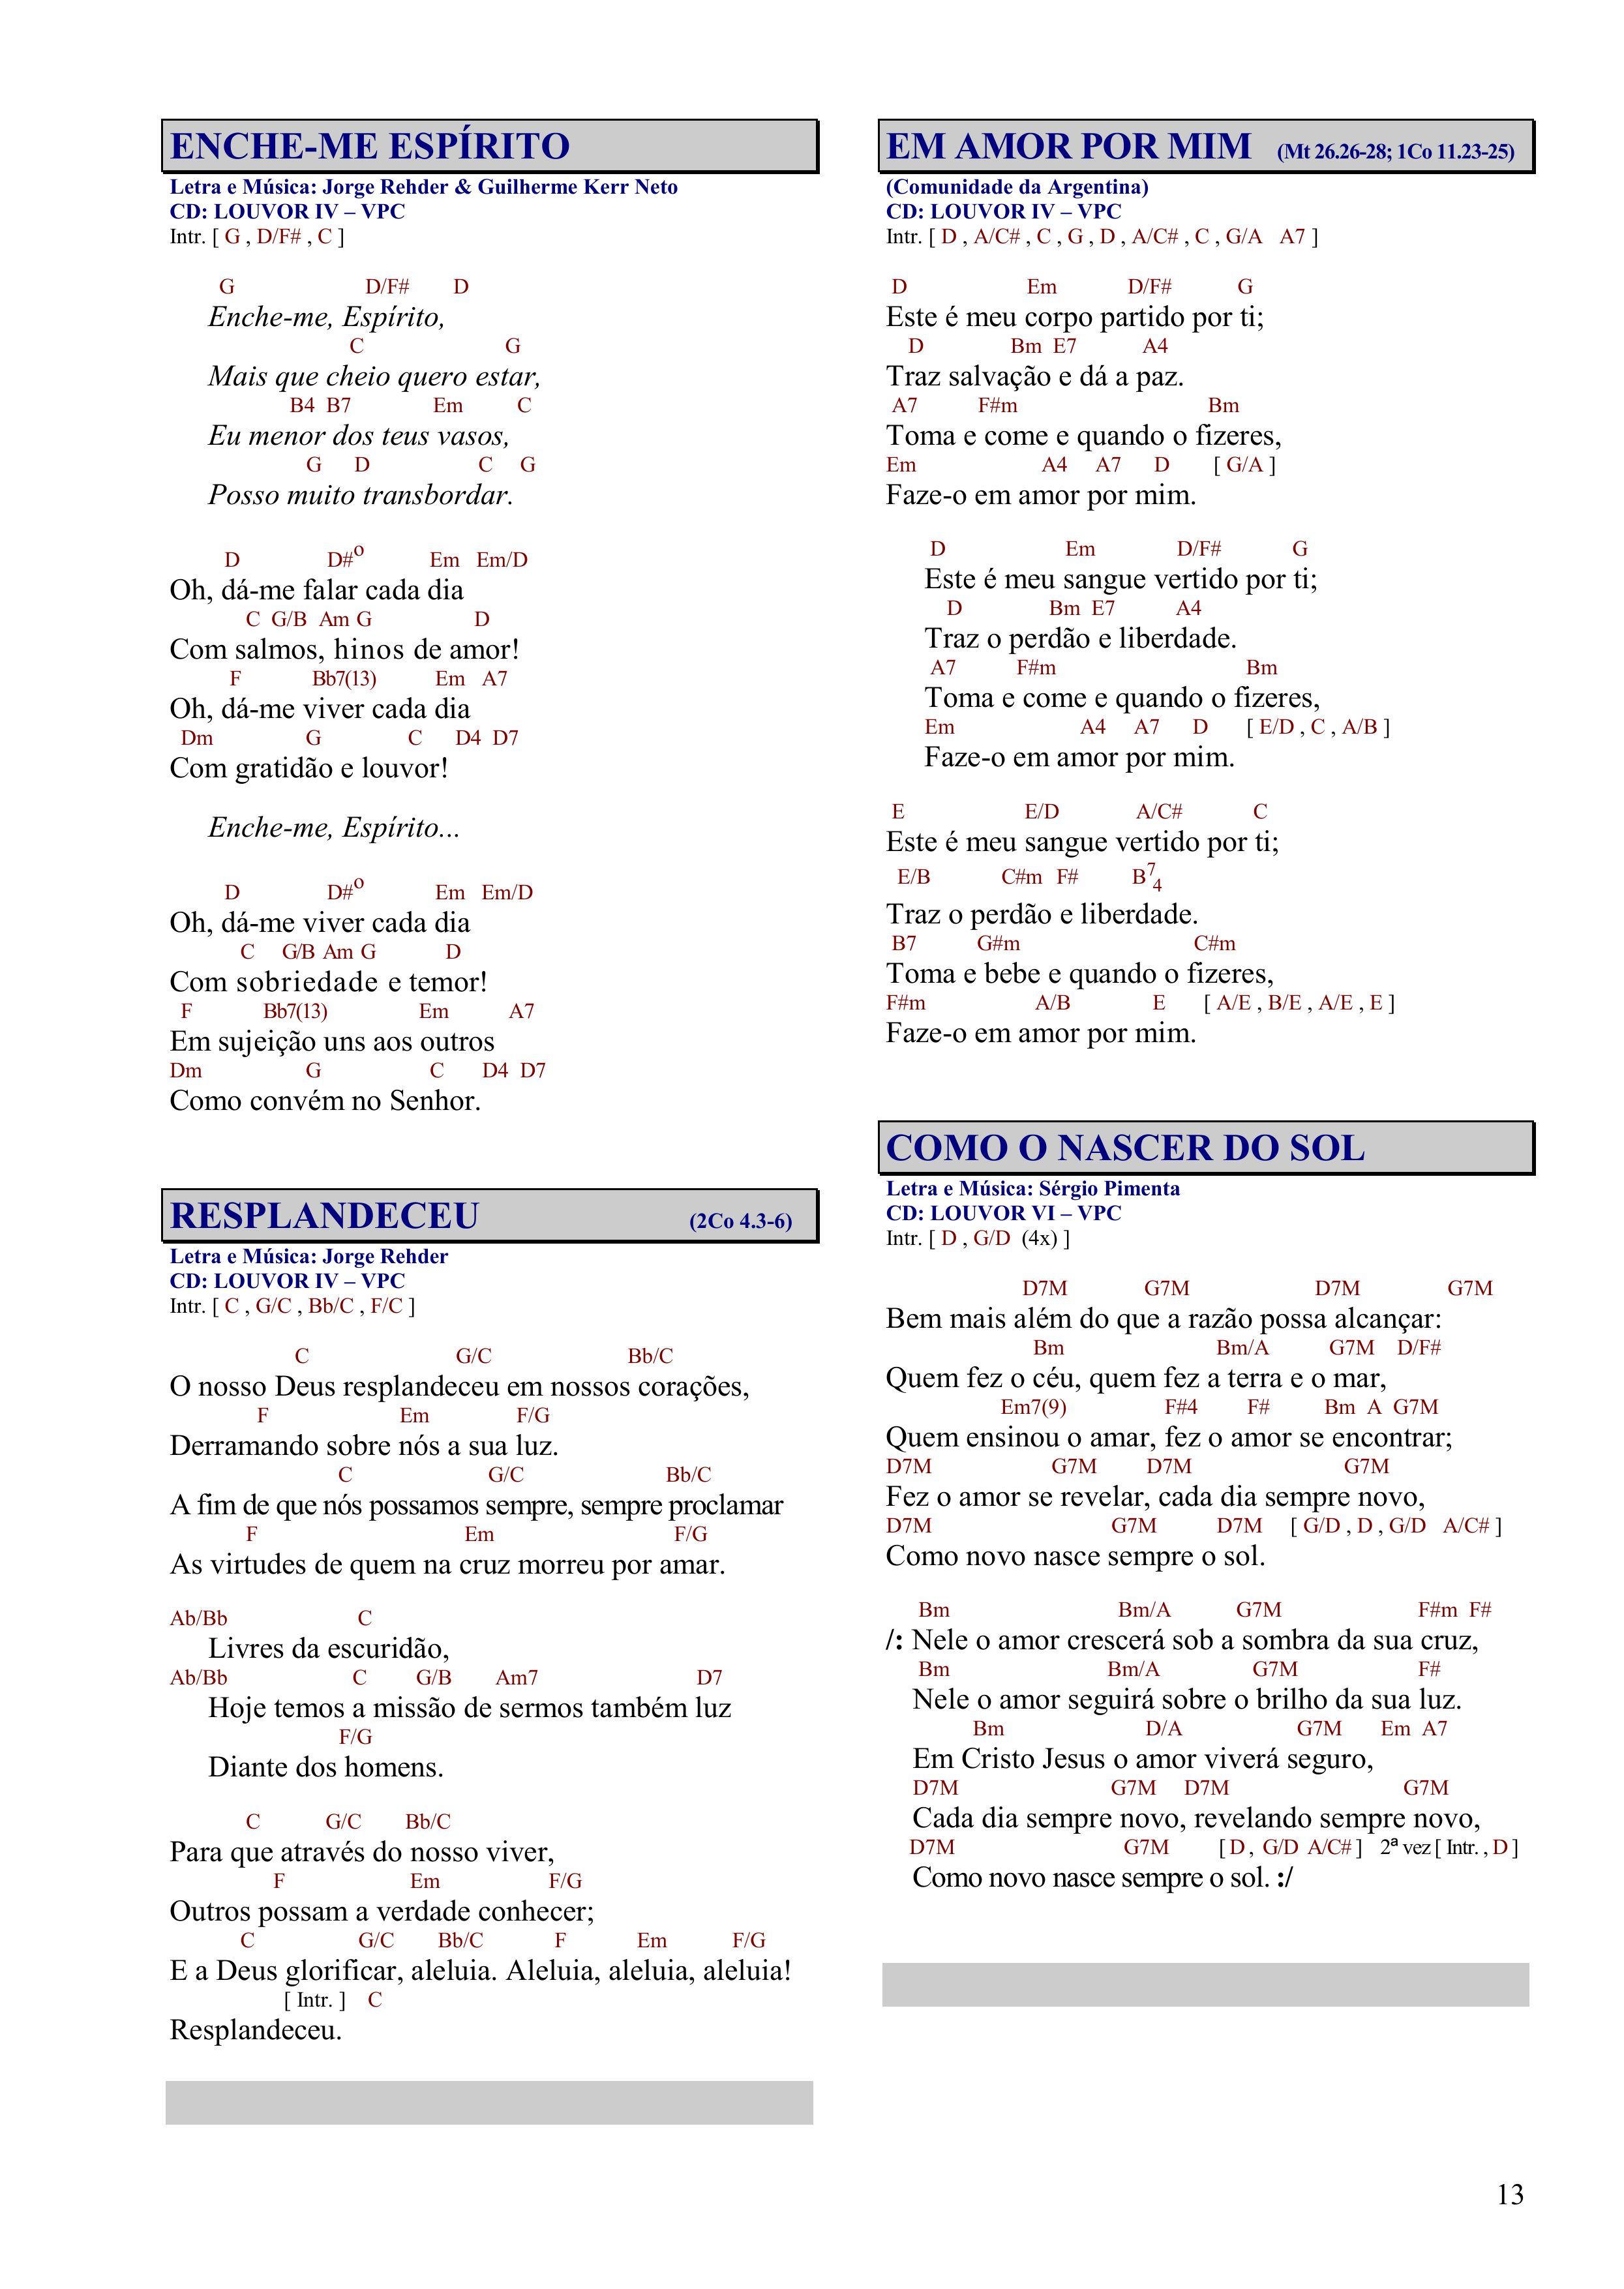 ENCHE-ME ESPÍRITO
Letra e Música: Jorge Rehder & Guilherme Kerr Neto
CD: LOUVOR IV – VPC
Intr. [ G , D/F# , C ]
G D/F# D
Enche-me, Espírito,
C G
Mais que cheio quero estar,
B4 B7 Em C
Eu menor dos teus vasos,
G D C G
Posso muito transbordar.
D D#º Em Em/D
Oh, dá-me falar cada dia
C G/B Am G D
Com salmos, hinos de amor!
F Bb7(13) Em A7
Oh, dá-me viver cada dia
Dm G C D4 D7
Com gratidão e louvor!
Enche-me, Espírito...
D D#º Em Em/D
Oh, dá-me viver cada dia
C G/B Am G D
Com sobriedade e temor!
F Bb7(13) Em A7
Em sujeição uns aos outros
Dm G C D4 D7
Como convém no Senhor.
RESPLANDECEU (2Co 4.3-6)
Letra e Música: Jorge Rehder
CD: LOUVOR IV – VPC
Intr. [ C , G/C , Bb/C , F/C ]
C G/C Bb/C
O nosso Deus resplandeceu em nossos corações,
F Em F/G
Derramando sobre nós a sua luz.
C G/C Bb/C
A fim de que nós possamos sempre, sempre proclamar
F Em F/G
As virtudes de quem na cruz morreu por amar.
Ab/Bb C
Livres da escuridão,
Ab/Bb C G/B Am7 D7
Hoje temos a missão de sermos também luz
F/G
Diante dos homens.
C G/C Bb/C
Para que através do nosso viver,
F Em F/G
Outros possam a verdade conhecer;
C G/C Bb/C F Em F/G
E a Deus glorificar, aleluia. Aleluia, aleluia, aleluia!
[ Intr. ] C
Resplandeceu.
EM AMOR POR MIM (Mt 26.26-28; 1Co 11.23-25)
(Comunidade da Argentina)
CD: LOUVOR IV – VPC
Intr. [ D , A/C# , C , G , D , A/C# , C , G/A A7 ]
D Em D/F# G
Este é meu corpo partido por ti;
D Bm E7 A4
Traz salvação e dá a paz.
A7 F#m Bm
Toma e come e quando o fizeres,
Em A4 A7 D [ G/A ]
Faze-o em amor por mim.
D Em D/F# G
Este é meu sangue vertido por ti;
D Bm E7 A4
Traz o perdão e liberdade.
A7 F#m Bm
Toma e come e quando o fizeres,
Em A4 A7 D [ E/D , C , A/B ]
Faze-o em amor por mim.
E E/D A/C# C
Este é meu sangue vertido por ti;
E/B C#m F# B7 4
Traz o perdão e liberdade.
B7 G#m C#m
Toma e bebe e quando o fizeres,
F#m A/B E [ A/E , B/E , A/E , E ]
Faze-o em amor por mim.
COMO O NASCER DO SOL
Letra e Música: Sérgio Pimenta
CD: LOUVOR VI – VPC
Intr. [ D , G/D (4x) ]
D7M G7M D7M G7M
Bem mais além do que a razão possa alcançar:
Bm Bm/A G7M D/F#
Quem fez o céu, quem fez a terra e o mar,
Em7(9) F#4 F# Bm A G7M
Quem ensinou o amar, fez o amor se encontrar;
D7M G7M D7M G7M
Fez o amor se revelar, cada dia sempre novo,
D7M G7M D7M [ G/D , D , G/D A/C# ]
Como novo nasce sempre o sol.
Bm Bm/A G7M F#m F#
/: Nele o amor crescerá sob a sombra da sua cruz,
Bm Bm/A G7M F#
Nele o amor seguirá sobre o brilho da sua luz.
Bm D/A G7M Em A7
Em Cristo Jesus o amor viverá seguro,
D7M G7M D7M G7M
Cada dia sempre novo, revelando sempre novo,
D7M G7M [ D , G/D A/C# ] 2ª vez [ Intr. , D ]
Como novo nasce sempre o sol. :/
13